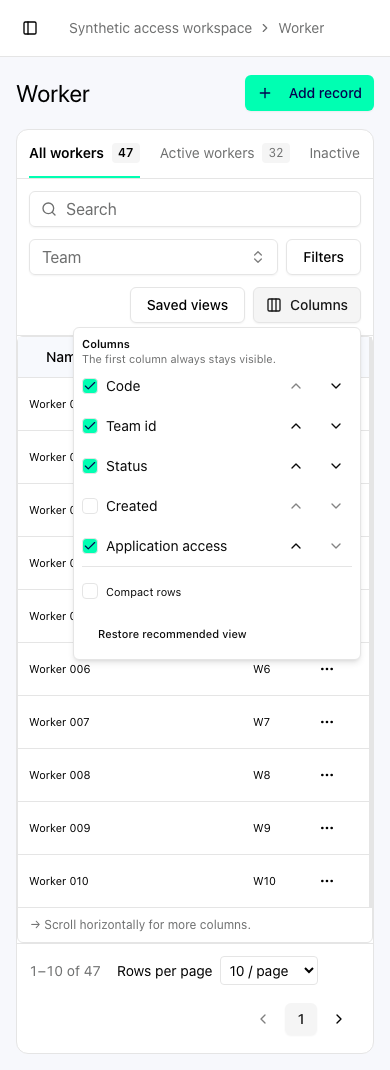 Synthetic access workspace > Worker
Worker
+ Add record
All workers 47 Active workers 32 Inactive
Search
Team
Filters
Saved views
Columns
Columns
The first column always stays visible.
Code
Team id
Status
Created
Application access
Compact rows
Restore recommended view
Worker 006 W6
Worker 007 W7
Worker 008 W8
Worker 009 W9
Worker 010 W10
→ Scroll horizontally for more columns.
1–10 of 47 Rows per page 10 / page
1